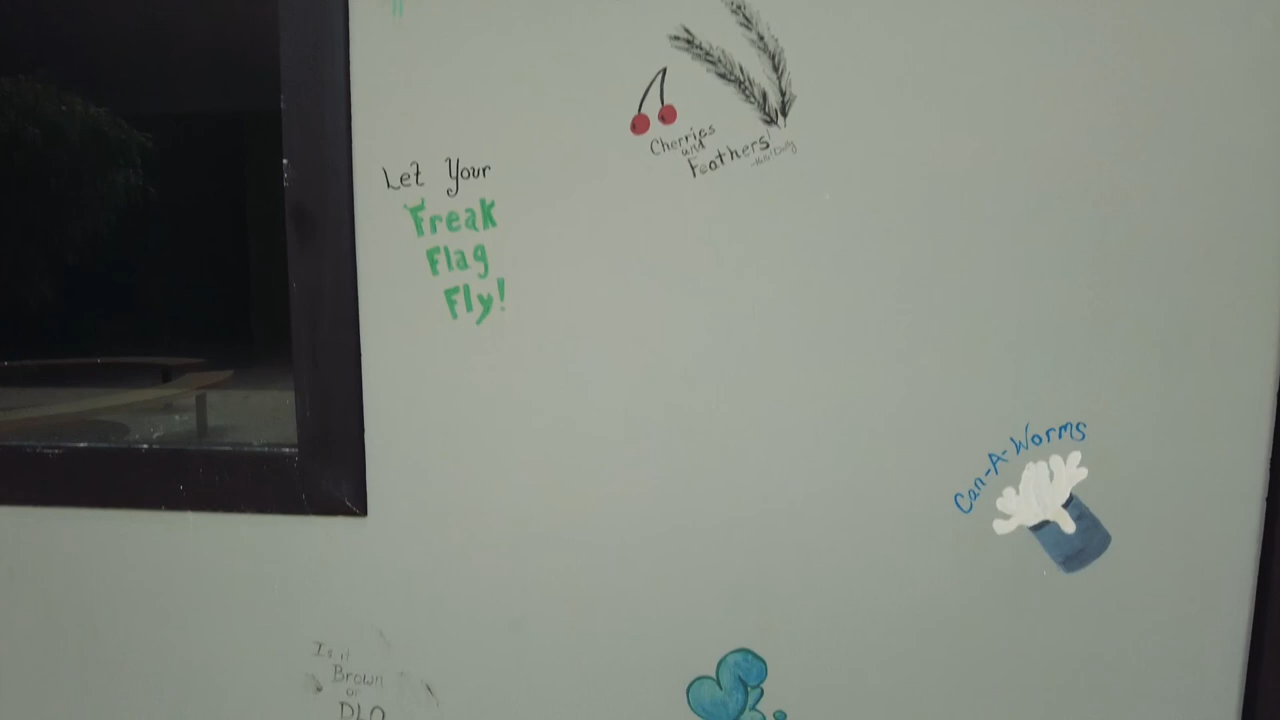 Cherries
and
Feathers!
Let Your
Freak
Flag
Fly!
Can-A-Worms
Is it
Brown
or